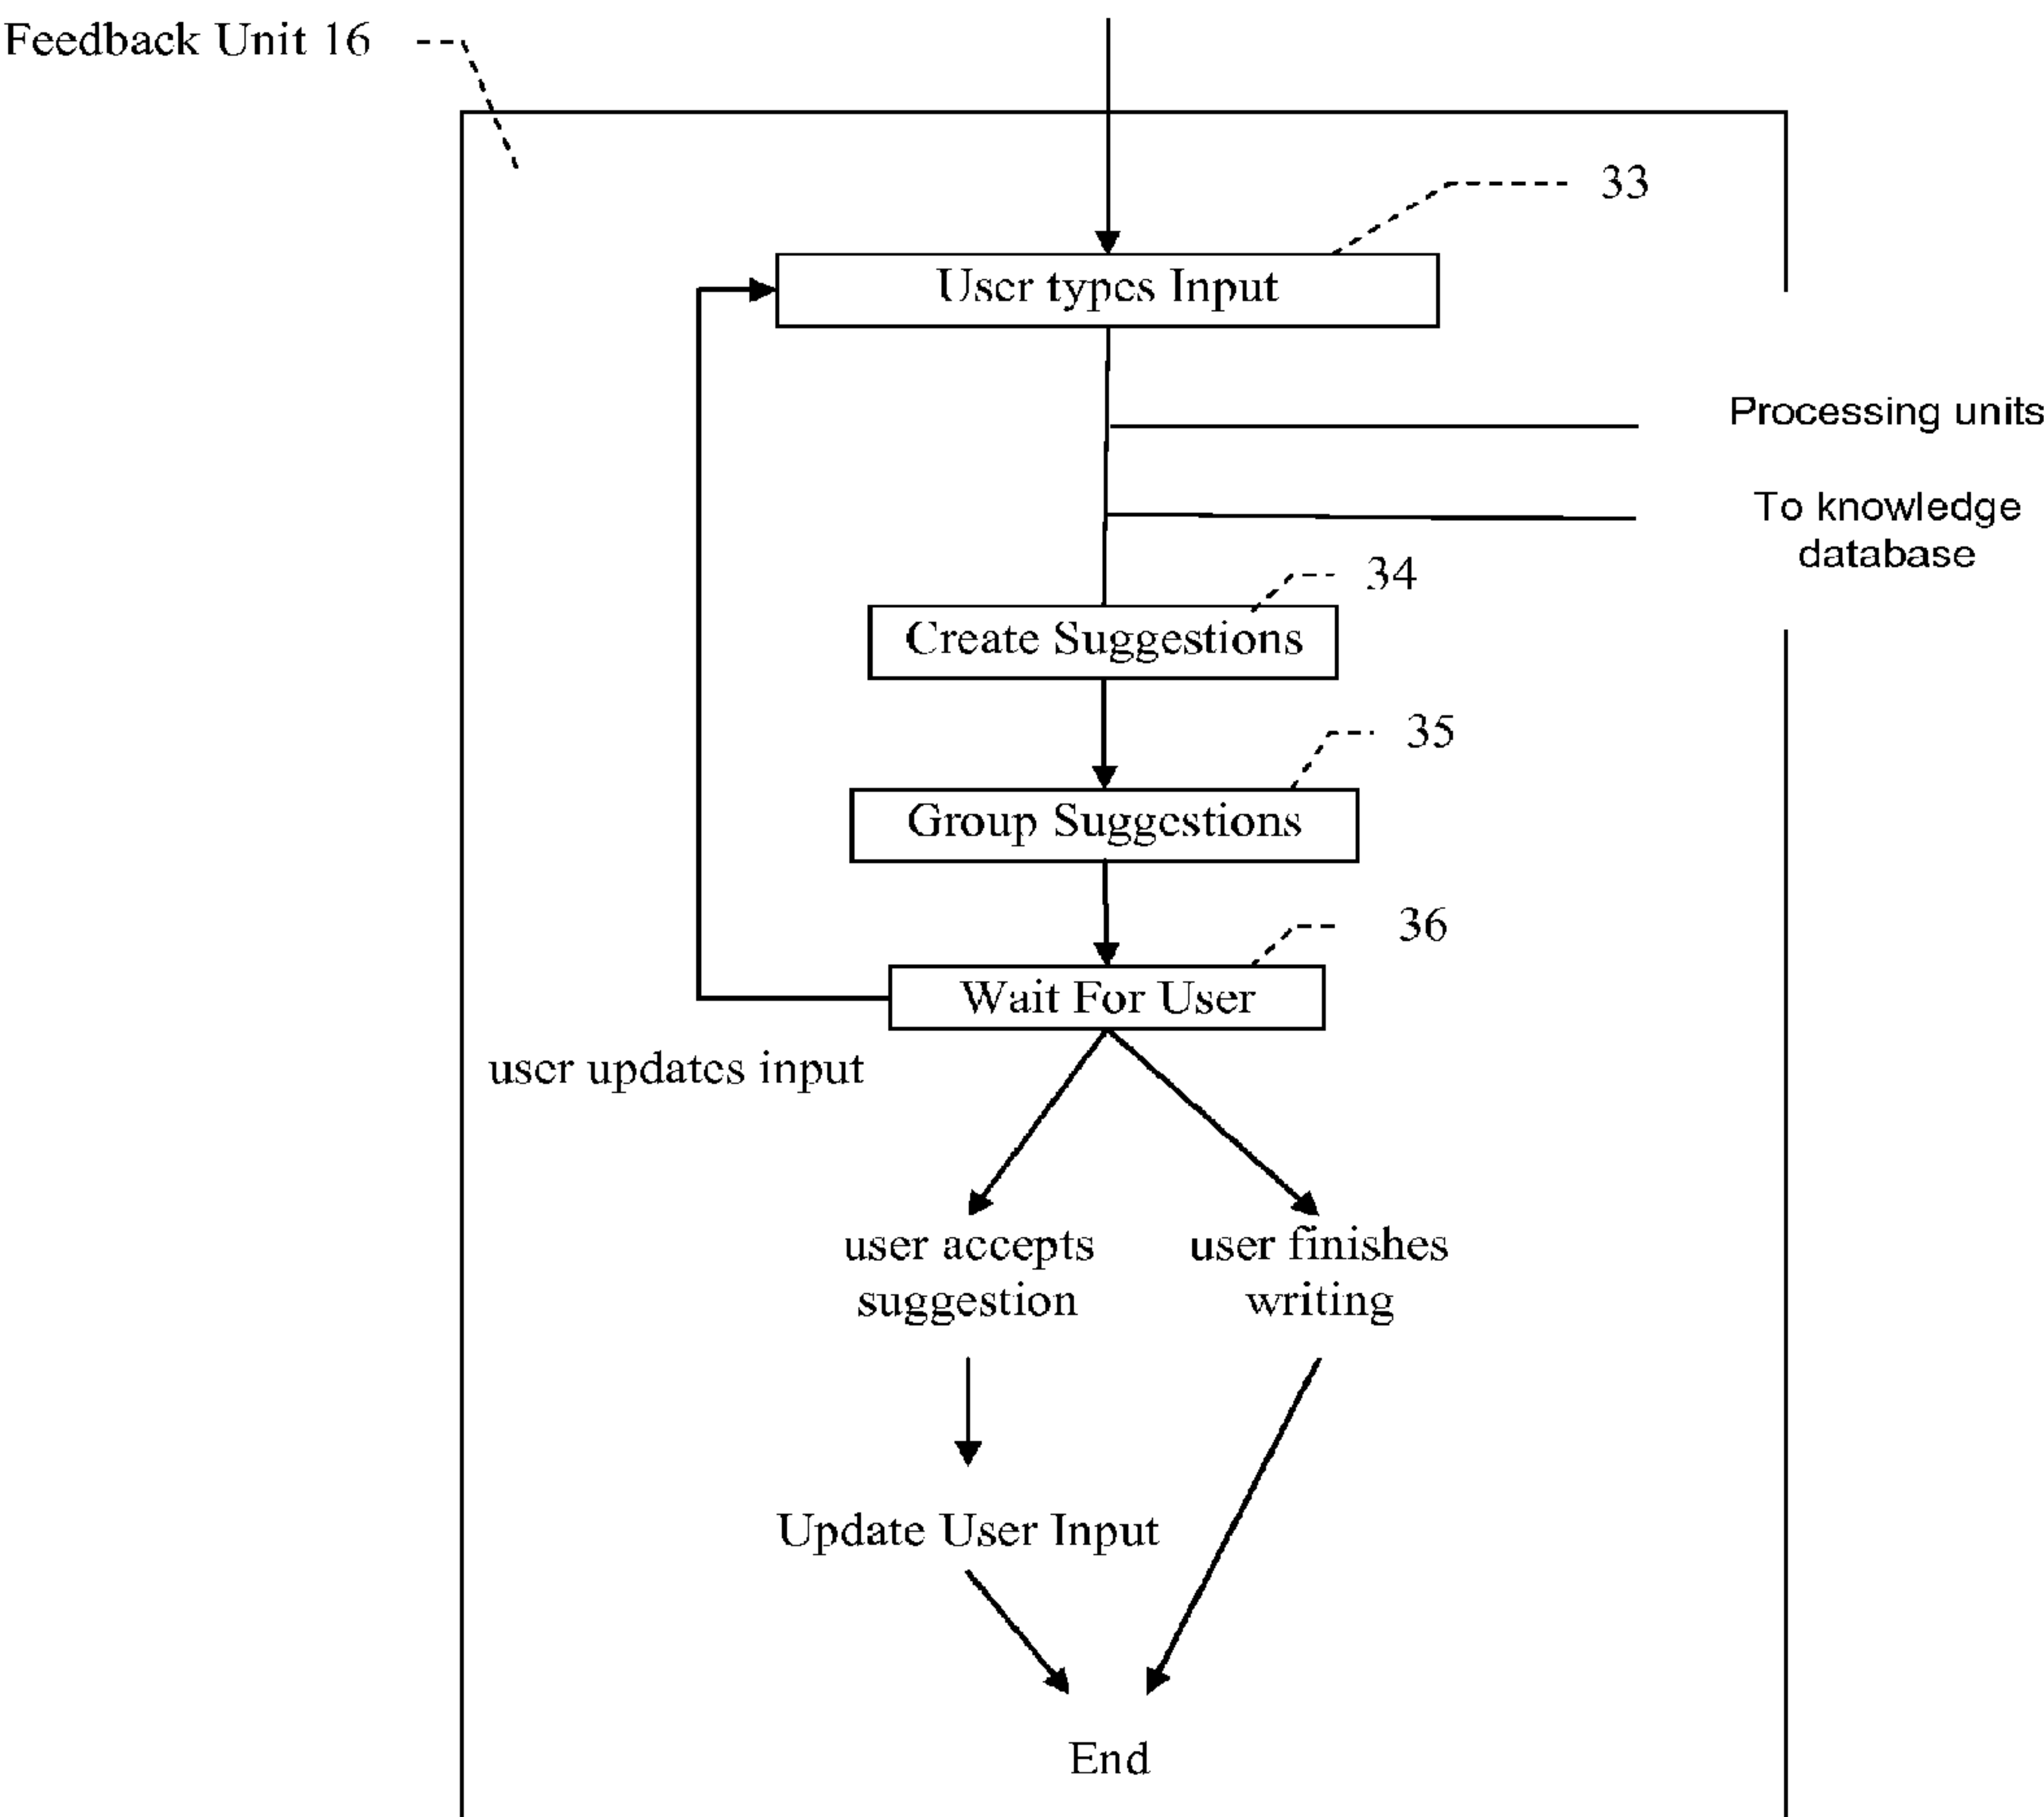 Feedback Unit 16
33
User types Input
Processing units
To knowledge
database
34
Create Suggestions
35
Group Suggestions
36
Wait For User
user updates input
user accepts
suggestion
user finishes
writing
Update User Input
End